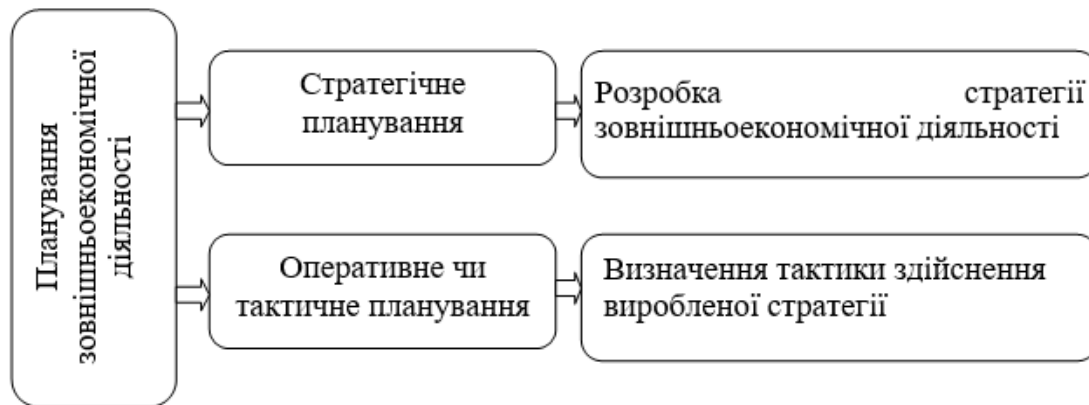 Планування
зовнішньоекономічної
діяльності
Стратегічне
планування
Розробка стратегії
зовнішньоекономічної діяльності
Оперативне чи
тактичне планування
Визначення тактики здійснення
виробленої стратегії